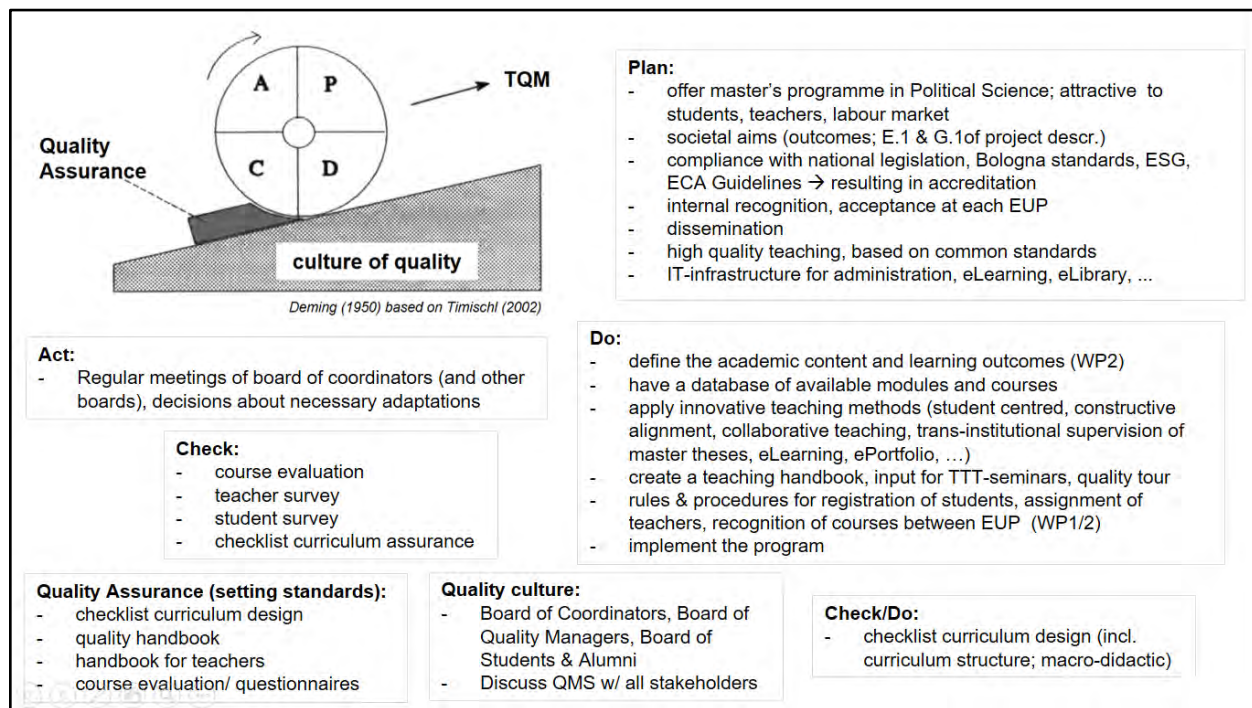 A
P
C
D
TQM
Quality
Assurance
culture of quality
Deming (1950) based on Timischl (2002)
Plan:
- offer master's programme in Political Science; attractive to
students, teachers, labour market
- societal aims (outcomes; E.1 & G.1of project descr.)
- compliance with national legislation, Bologna standards, ESG,
ECA Guidelines → resulting in accreditation
- internal recognition, acceptance at each EUP
- dissemination
- high quality teaching, based on common standards
- IT-infrastructure for administration, eLearning, eLibrary, ...
Act:
- Regular meetings of board of coordinators (and other
boards), decisions about necessary adaptations
Check:
- course evaluation
- teacher survey
- student survey
- checklist curriculum assurance
Do:
- define the academic content and learning outcomes (WP2)
- have a database of available modules and courses
- apply innovative teaching methods (student centred, constructive
alignment, collaborative teaching, trans-institutional supervision of
master theses, eLearning, ePortfolio, …)
- create a teaching handbook, input for TTT-seminars, quality tour
- rules & procedures for registration of students, assignment of
teachers, recognition of courses between EUP (WP1/2)
- implement the program
Quality Assurance (setting standards):
- checklist curriculum design
- quality handbook
- handbook for teachers
- course evaluation/ questionnaires
Quality culture:
- Board of Coordinators, Board of
Quality Managers, Board of
Students & Alumni
- Discuss QMS w/ all stakeholders
Check/Do:
- checklist curriculum design (incl.
curriculum structure; macro-didactic)